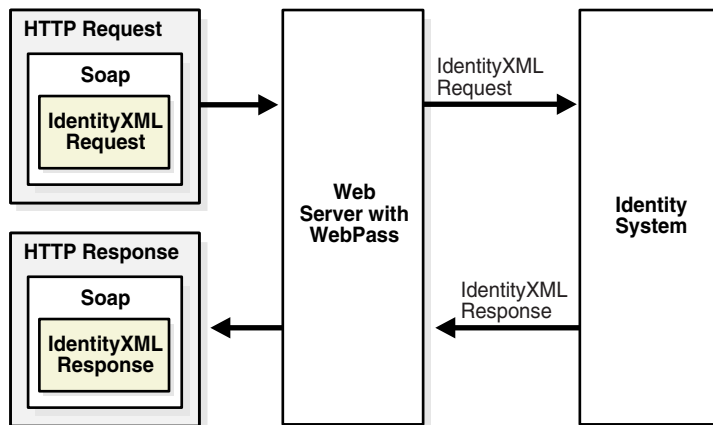 HTTP Request
Soap
IdentityXML
Request
HTTP Response
Soap
IdentityXML
Response
Web
Server with
WebPass
IdentityXML
Request
IdentityXML
Response
Identity
System